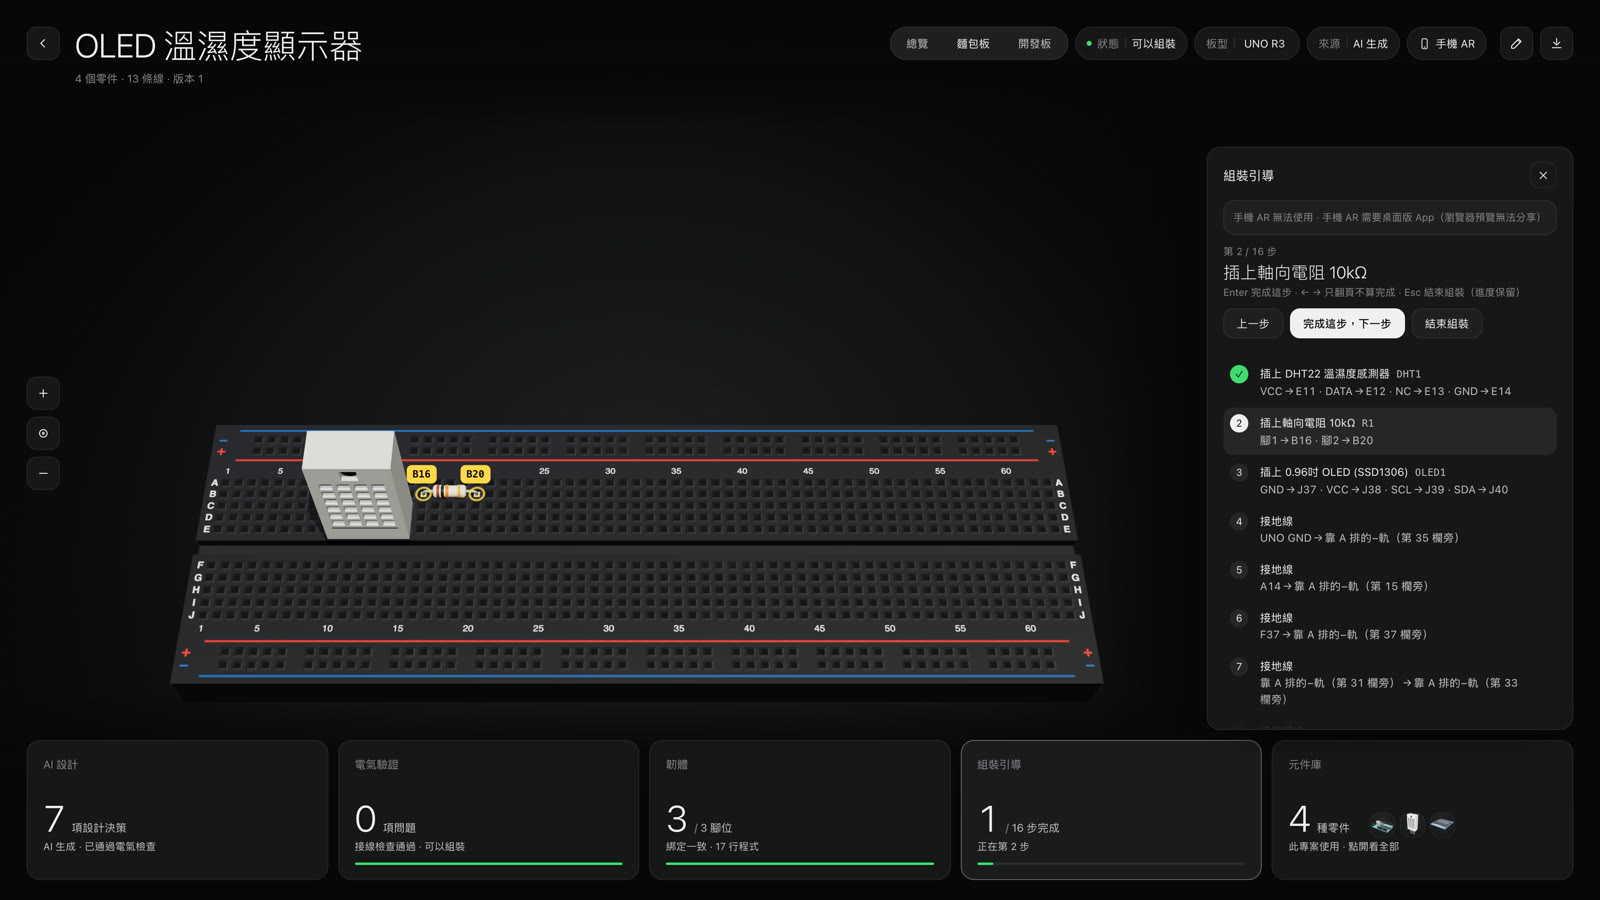 OLED 溫濕度顯示器
4 個零件 · 13 條線 · 版本 1
總覽
麵包板
開發板
狀態 可以組裝
板型 UNO R3
來源 AI 生成
手機 AR
組裝引導
手機 AR 無法使用 · 手機 AR 需要桌面版 App（瀏覽器預覽無法分享）
第 2 / 16 步
插上軸向電阻 10kΩ
Enter 完成這步 · ← → 只翻頁不算完成 · Esc 結束組裝（進度保留）
上一步
完成這步，下一步
結束組裝
插上 DHT22 溫濕度感測器 DHT1
VCC→E11 · DATA→E12 · NC→E13 · GND→E14
2 插上軸向電阻 10kΩ R1
腳1→B16 · 腳2→B20
3 插上 0.96吋 OLED (SSD1306) OLED1
GND→J37 · VCC→J38 · SCL→J39 · SDA→J40
4 接地線
UNO GND→靠 A 排的−軌（第 35 欄旁）
5 接地線
A14→靠 A 排的−軌（第 15 欄旁）
6 接地線
F37→靠 A 排的−軌（第 37 欄旁）
7 接地線
靠 A 排的−軌（第 31 欄旁）→靠 A 排的−軌（第 33
欄旁）
+
−
− −
+ +
1 5 25 30 35 40 45 50 55 60
B16 B20
A A
B B
C C
D D
E E
F F
G G
H H
I I
J J
1 5 10 15 20 25 30 35 40 45 50 55 60
+ +
− −
AI 設計
7 項設計決策
AI 生成 · 已通過電氣檢查
電氣驗證
0 項問題
接線檢查通過 · 可以組裝
韌體
3 / 3 腳位
綁定一致 · 17 行程式
組裝引導
1 / 16 步完成
正在第 2 步
元件庫
4 種零件
此專案使用 · 點開看全部